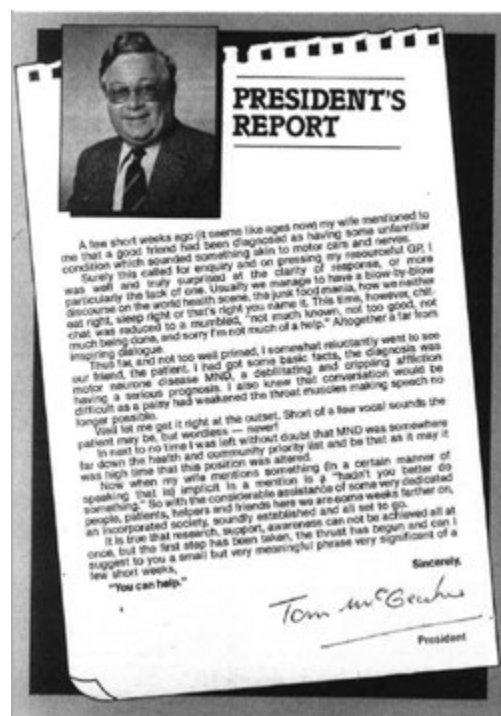 PRESIDENT'S
REPORT
A few short weeks ago (it seems like ages now) my wife mentioned to
me that a good friend had been diagnosed as having some unfamiliar
condition which sounded something akin to motor cars and nerves.
Surely this called for enquiry and on pressing my resourceful GP, I
was well and truly surprised at the clarity of response, or more
particularly the lack of one. Usually we manage to have a blow-by-blow
discourse on the world health scene, the junk food mania, how we neither
eat right, sleep right or that's right you name it. This time, however, chit-
chat was reduced to a mumbled, "not much known, not too good, not
much being done, and sorry I'm not much of a help." Altogether a far from
inspiring dialogue.
Thus far, and not too well primed, I somewhat reluctantly went to see
our friend, the patient. I had got some basic facts, the diagnosis was
motor neurone disease MND, a debilitating and crippling affliction
having a serious prognosis. I also knew that conversation would be
difficult as a palsy had weakened the throat muscles making speech no
longer possible.
Well let me get it right at the outset. Short of a few vocal sounds the
patient may be, but wordless — never!
In next to no time I was left without doubt that MND was somewhere
far down the health and community priority list and be that as it may it
was high time that this position was altered.
Now when my wife mentions something (in a certain manner of
speaking that is) implicit in a mention is a "hadn't you better do
something." So with the considerable assistance of some very dedicated
people, patients, helpers and friends here we are some weeks farther on,
an incorporated society, soundly established and all set to go.
It is true that research, support, awareness can not be achieved all at
once, but the first step has been taken, the thrust has begun and can I
suggest to you a small but very meaningful phrase very significant of a
few short weeks,
"You can help."
Sincerely,
Tom
President